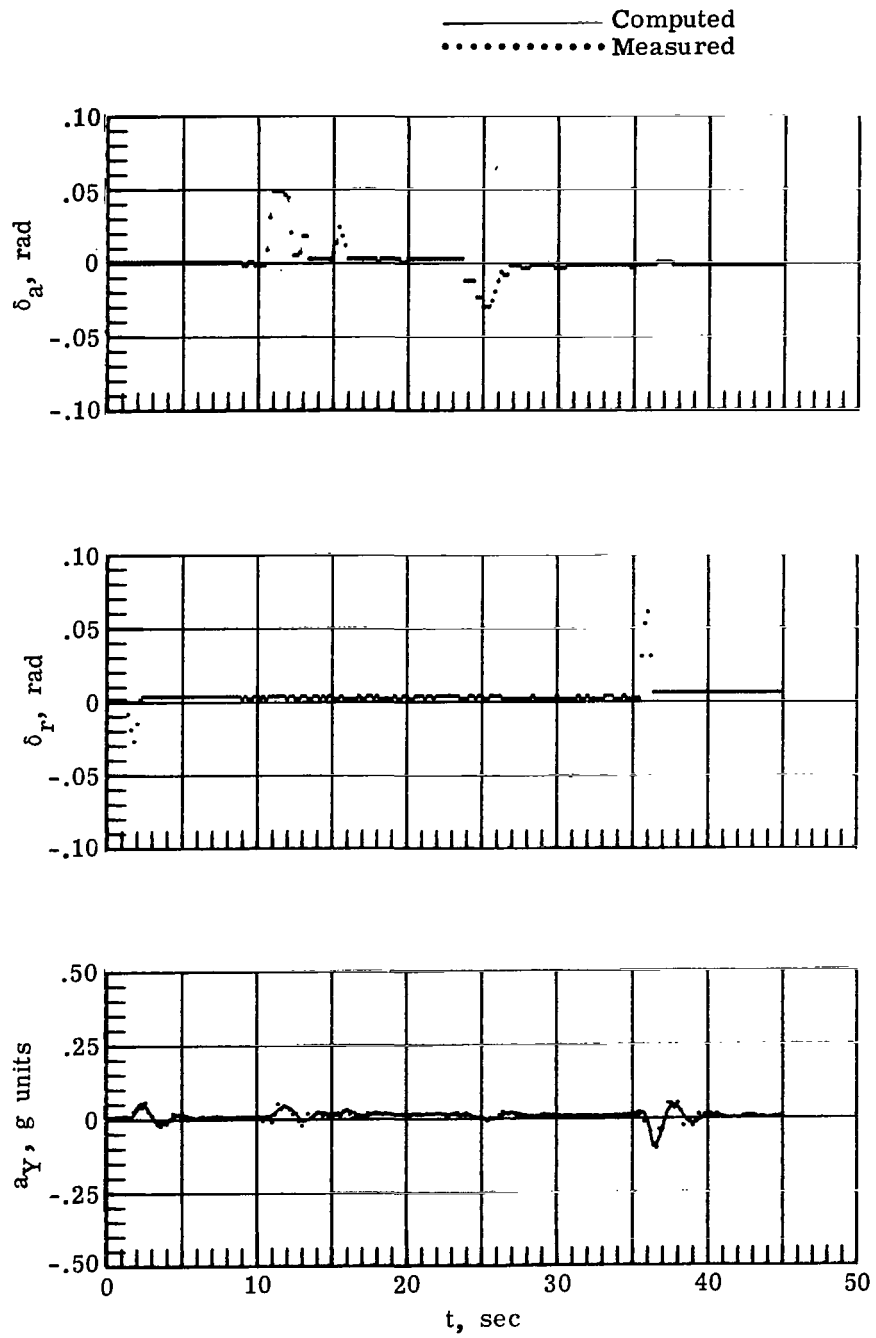 Computed
Measured
.10
.05
0
-.05
-.10
δa, rad
.10
.05
0
-.05
-.10
δr, rad
.50
.25
0
-.25
-.50
aY, g units
0 10 20 30 40 50
t, sec